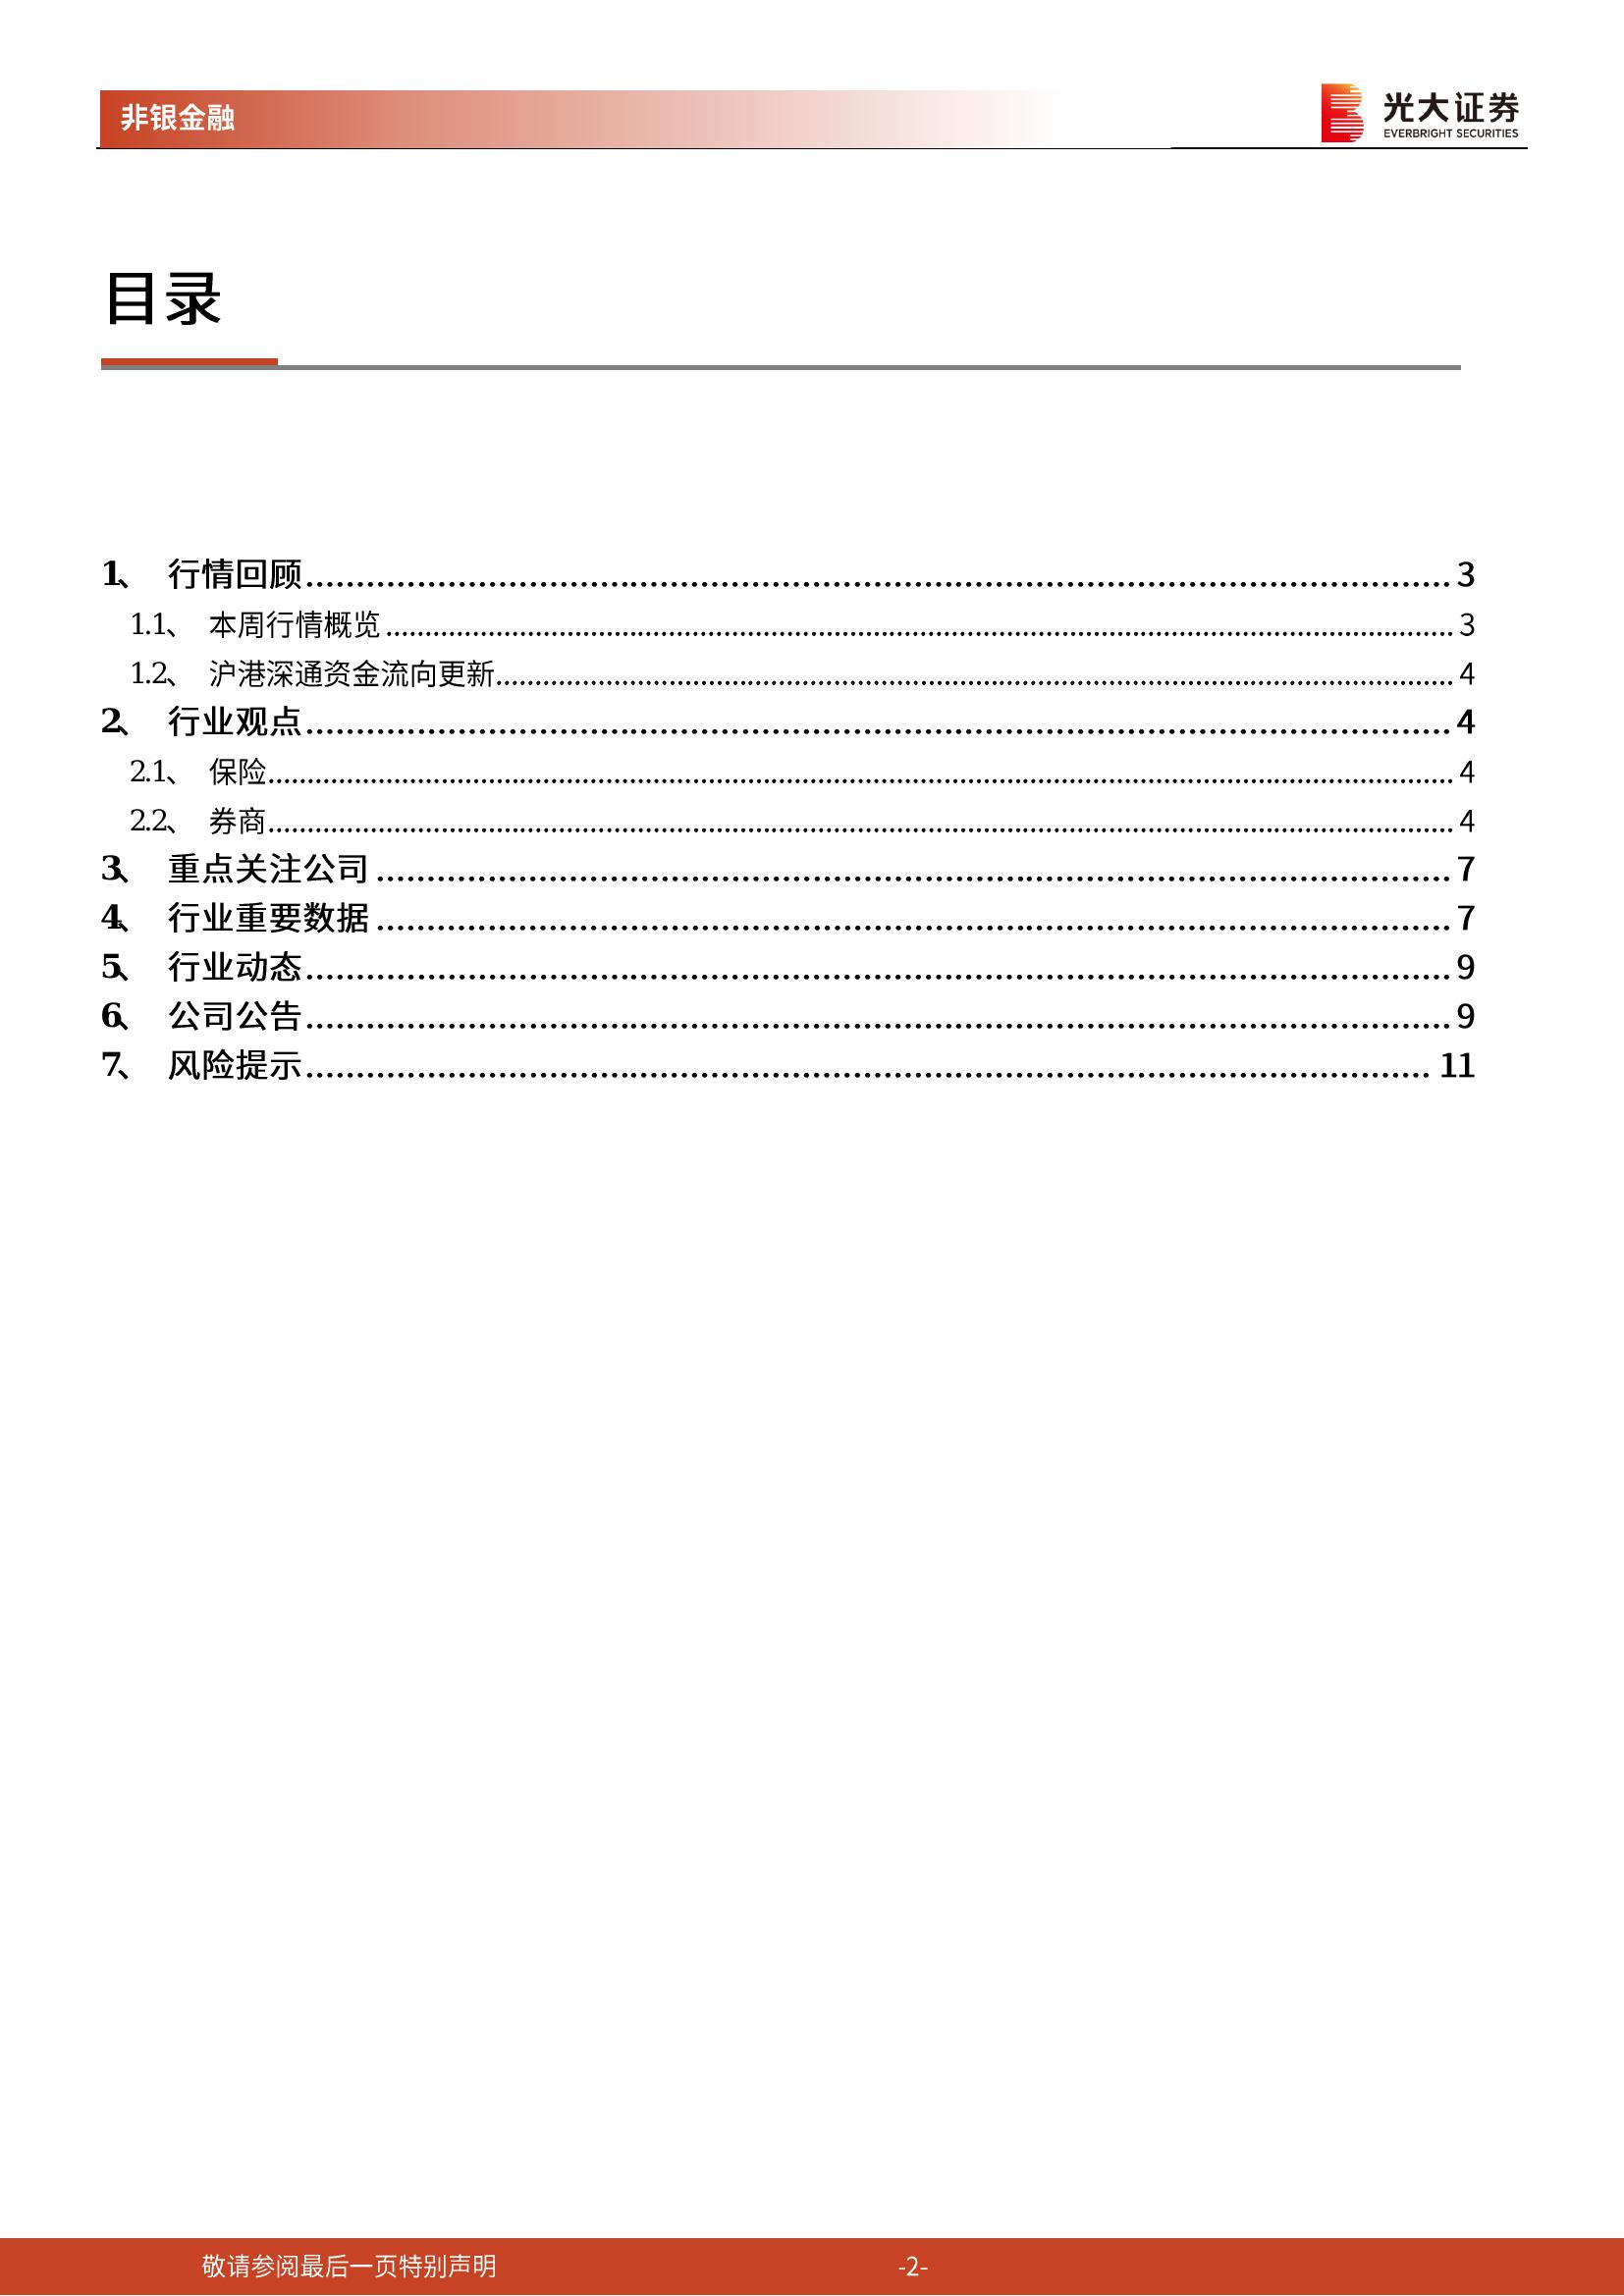 非银金融
光大证券
EVERBRIGHT SECURITIES
目录
1、 行情回顾 3
1.1、 本周行情概览 3
1.2、 沪港深通资金流向更新 4
2、 行业观点 4
2.1、 保险 4
2.2、 券商 4
3、 重点关注公司 7
4、 行业重要数据 7
5、 行业动态 9
6、 公司公告 9
7、 风险提示 11
敬请参阅最后一页特别声明 -2-